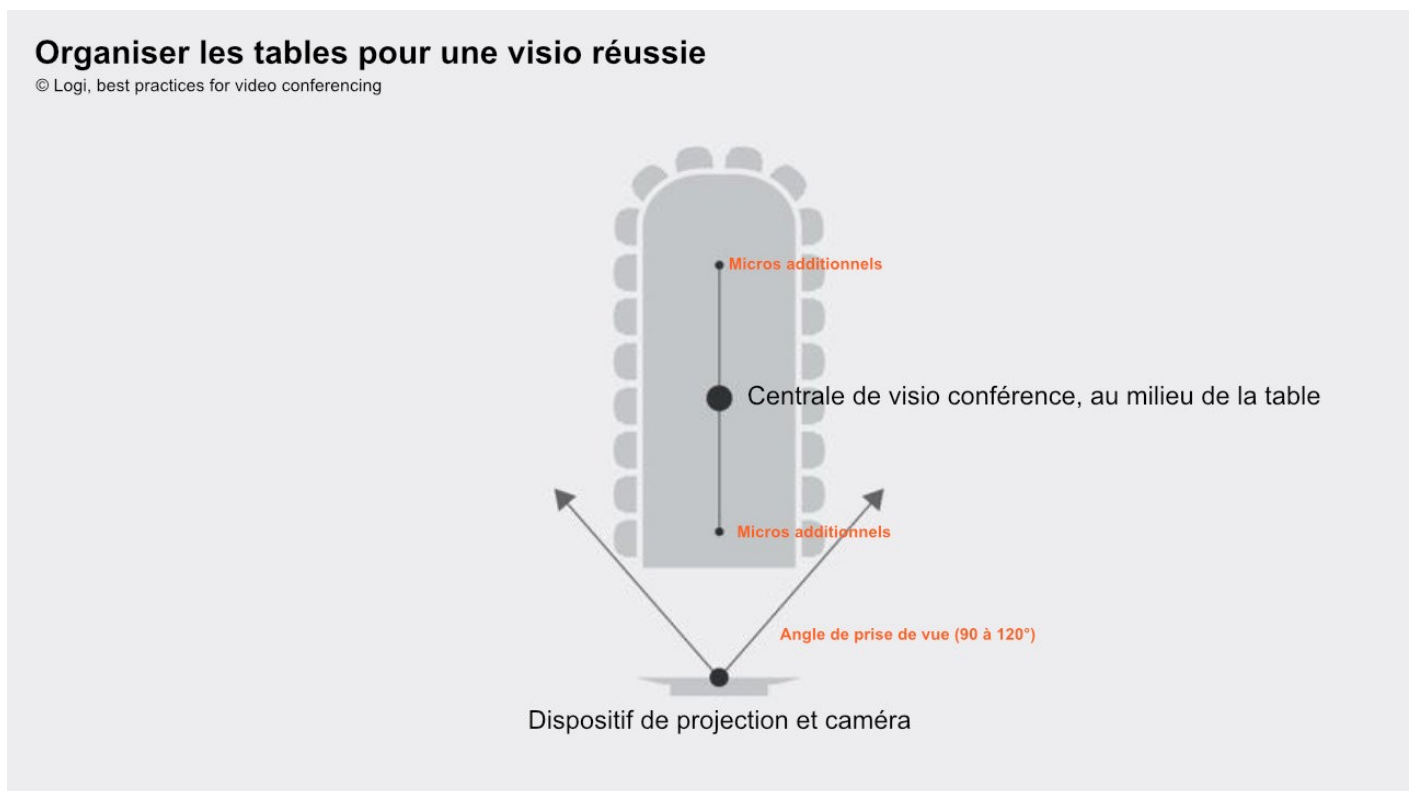 Organiser les tables pour une visio réussie
© Logi, best practices for video conferencing
Micros additionnels
Centrale de visio conférence, au milieu de la table
Micros additionnels
Angle de prise de vue (90 à 120°)
Dispositif de projection et caméra